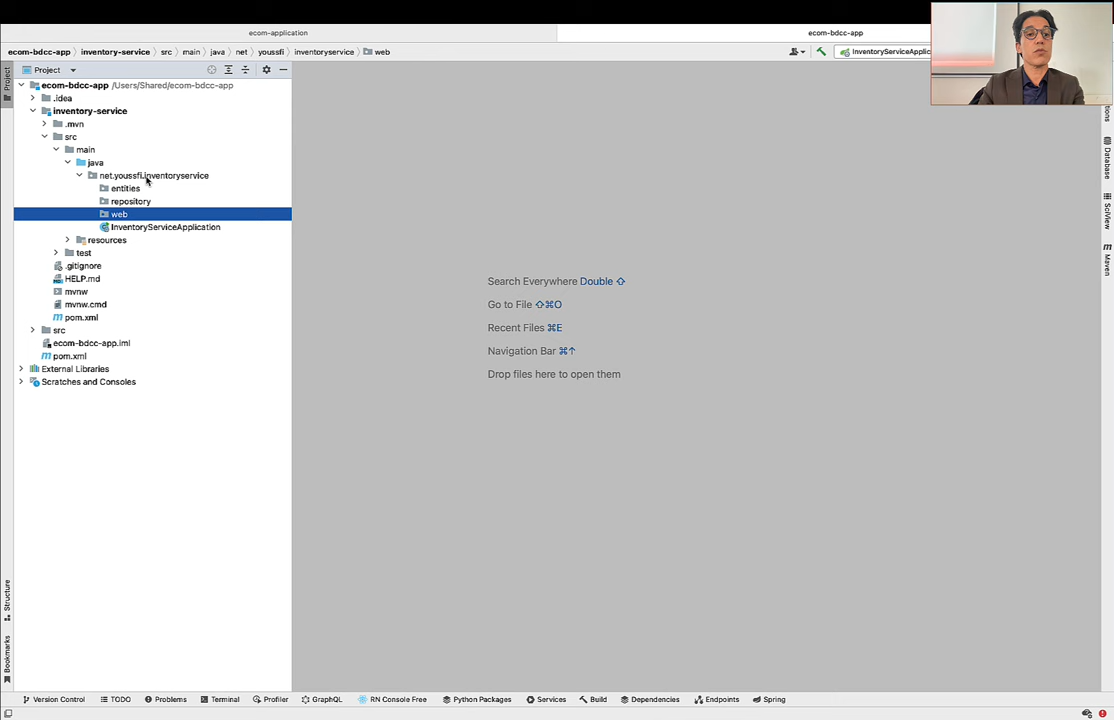 ecom-application
ecom-bdcc-app
ecom-bdcc-app inventory-service src main java net youssfi inventoryservice web
InventoryServiceApplic
Project
Project
ecom-bdcc-app /Users/Shared/ecom-bdcc-app
.idea
inventory-service
.mvn
src
main
java
net.youssfi.inventoryservice
entities
repository
web
InventoryServiceApplication
resources
test
.gitignore
HELP.md
mvnw
mvnw.cmd
pom.xml
src
ecom-bdcc-app.iml
pom.xml
External Libraries
Scratches and Consoles
Search Everywhere Double ⇧
Go to File ⇧⌘O
Recent Files ⌘E
Navigation Bar ⌘↑
Drop files here to open them
Database
SciView
Maven
Structure
Bookmarks
Version Control TODO Problems Terminal Profiler GraphQL RN Console Free Python Packages Services Build Dependencies Endpoints Spring